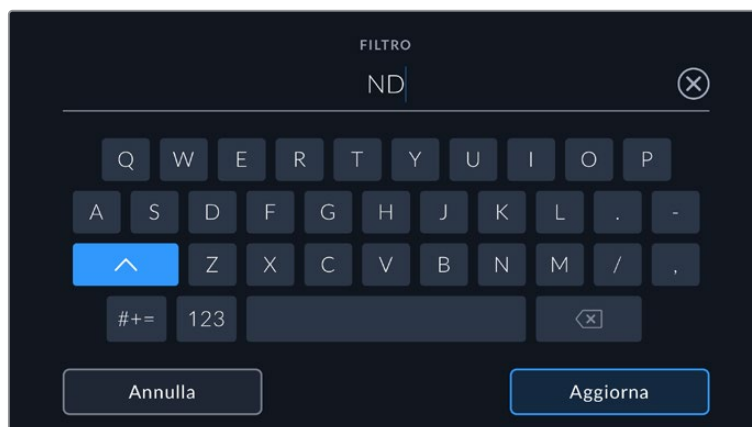 FILTRO
ND
Q W E R T Y U I O P
A S D F G H J K L . -
Z X C V B N M / ,
#+= 123
Annulla Aggiorna